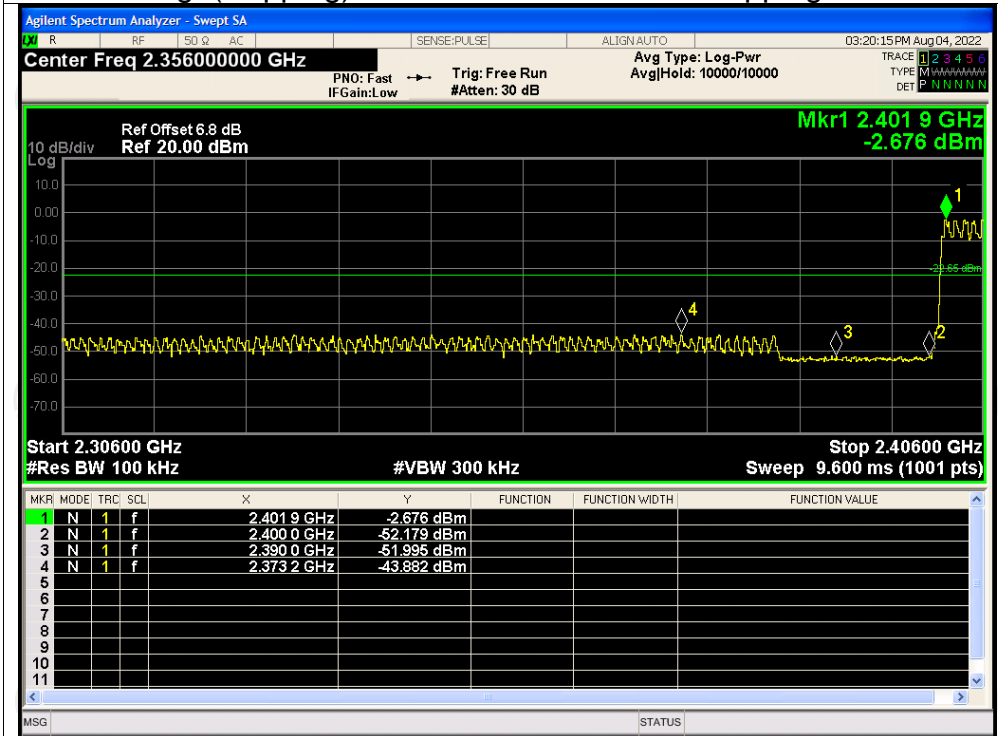 Agilent Spectrum Analyzer - Swept SA
LXI R RF 50 Ω AC SENSE:PULSE ALIGN AUTO 03:20:15 PM Aug 04, 2022
Center Freq 2.356000000 GHz
PNO: Fast Trig: Free Run Avg Type: Log-Pwr TRACE 1 2 3 4 5 6
IFGain:Low #Atten: 30 dB Avg|Hold: 10000/10000 TYPE M WWWWW
DET P N N N N N
Mkr1 2.401 9 GHz
-2.676 dBm
Ref Offset 6.8 dB
10 dB/div Ref 20.00 dBm
Log
10.0
0.00
-10.0
-20.0
-30.0
-40.0
-50.0
-60.0
-70.0
1
-22.65 dBm
4
3
2
Start 2.30600 GHz Stop 2.40600 GHz
#Res BW 100 kHz #VBW 300 kHz Sweep 9.600 ms (1001 pts)
MKR MODE TRC SCL X Y FUNCTION FUNCTION WIDTH FUNCTION VALUE
1 N 1 f 2.401 9 GHz -2.676 dBm
2 N 1 f 2.400 0 GHz -52.179 dBm
3 N 1 f 2.390 0 GHz -51.995 dBm
4 N 1 f 2.373 2 GHz -43.882 dBm
5
6
7
8
9
10
11
MSG STATUS